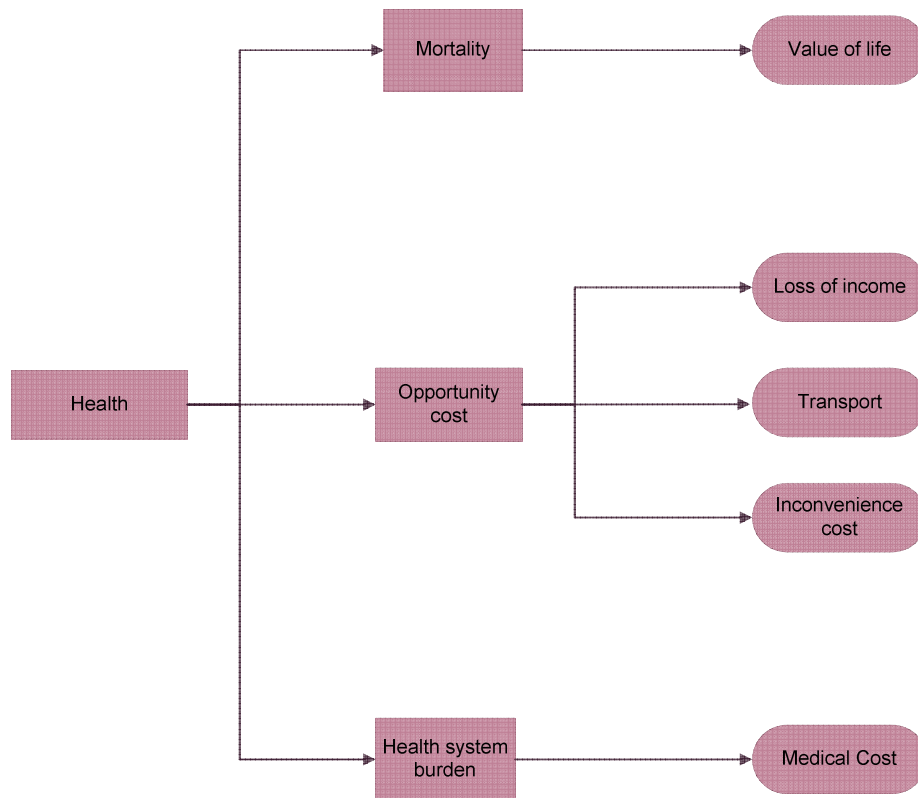 Mortality
Value of life
Loss of income
Health
Opportunity
cost
Transport
Inconvenience
cost
Health system
burden
Medical Cost